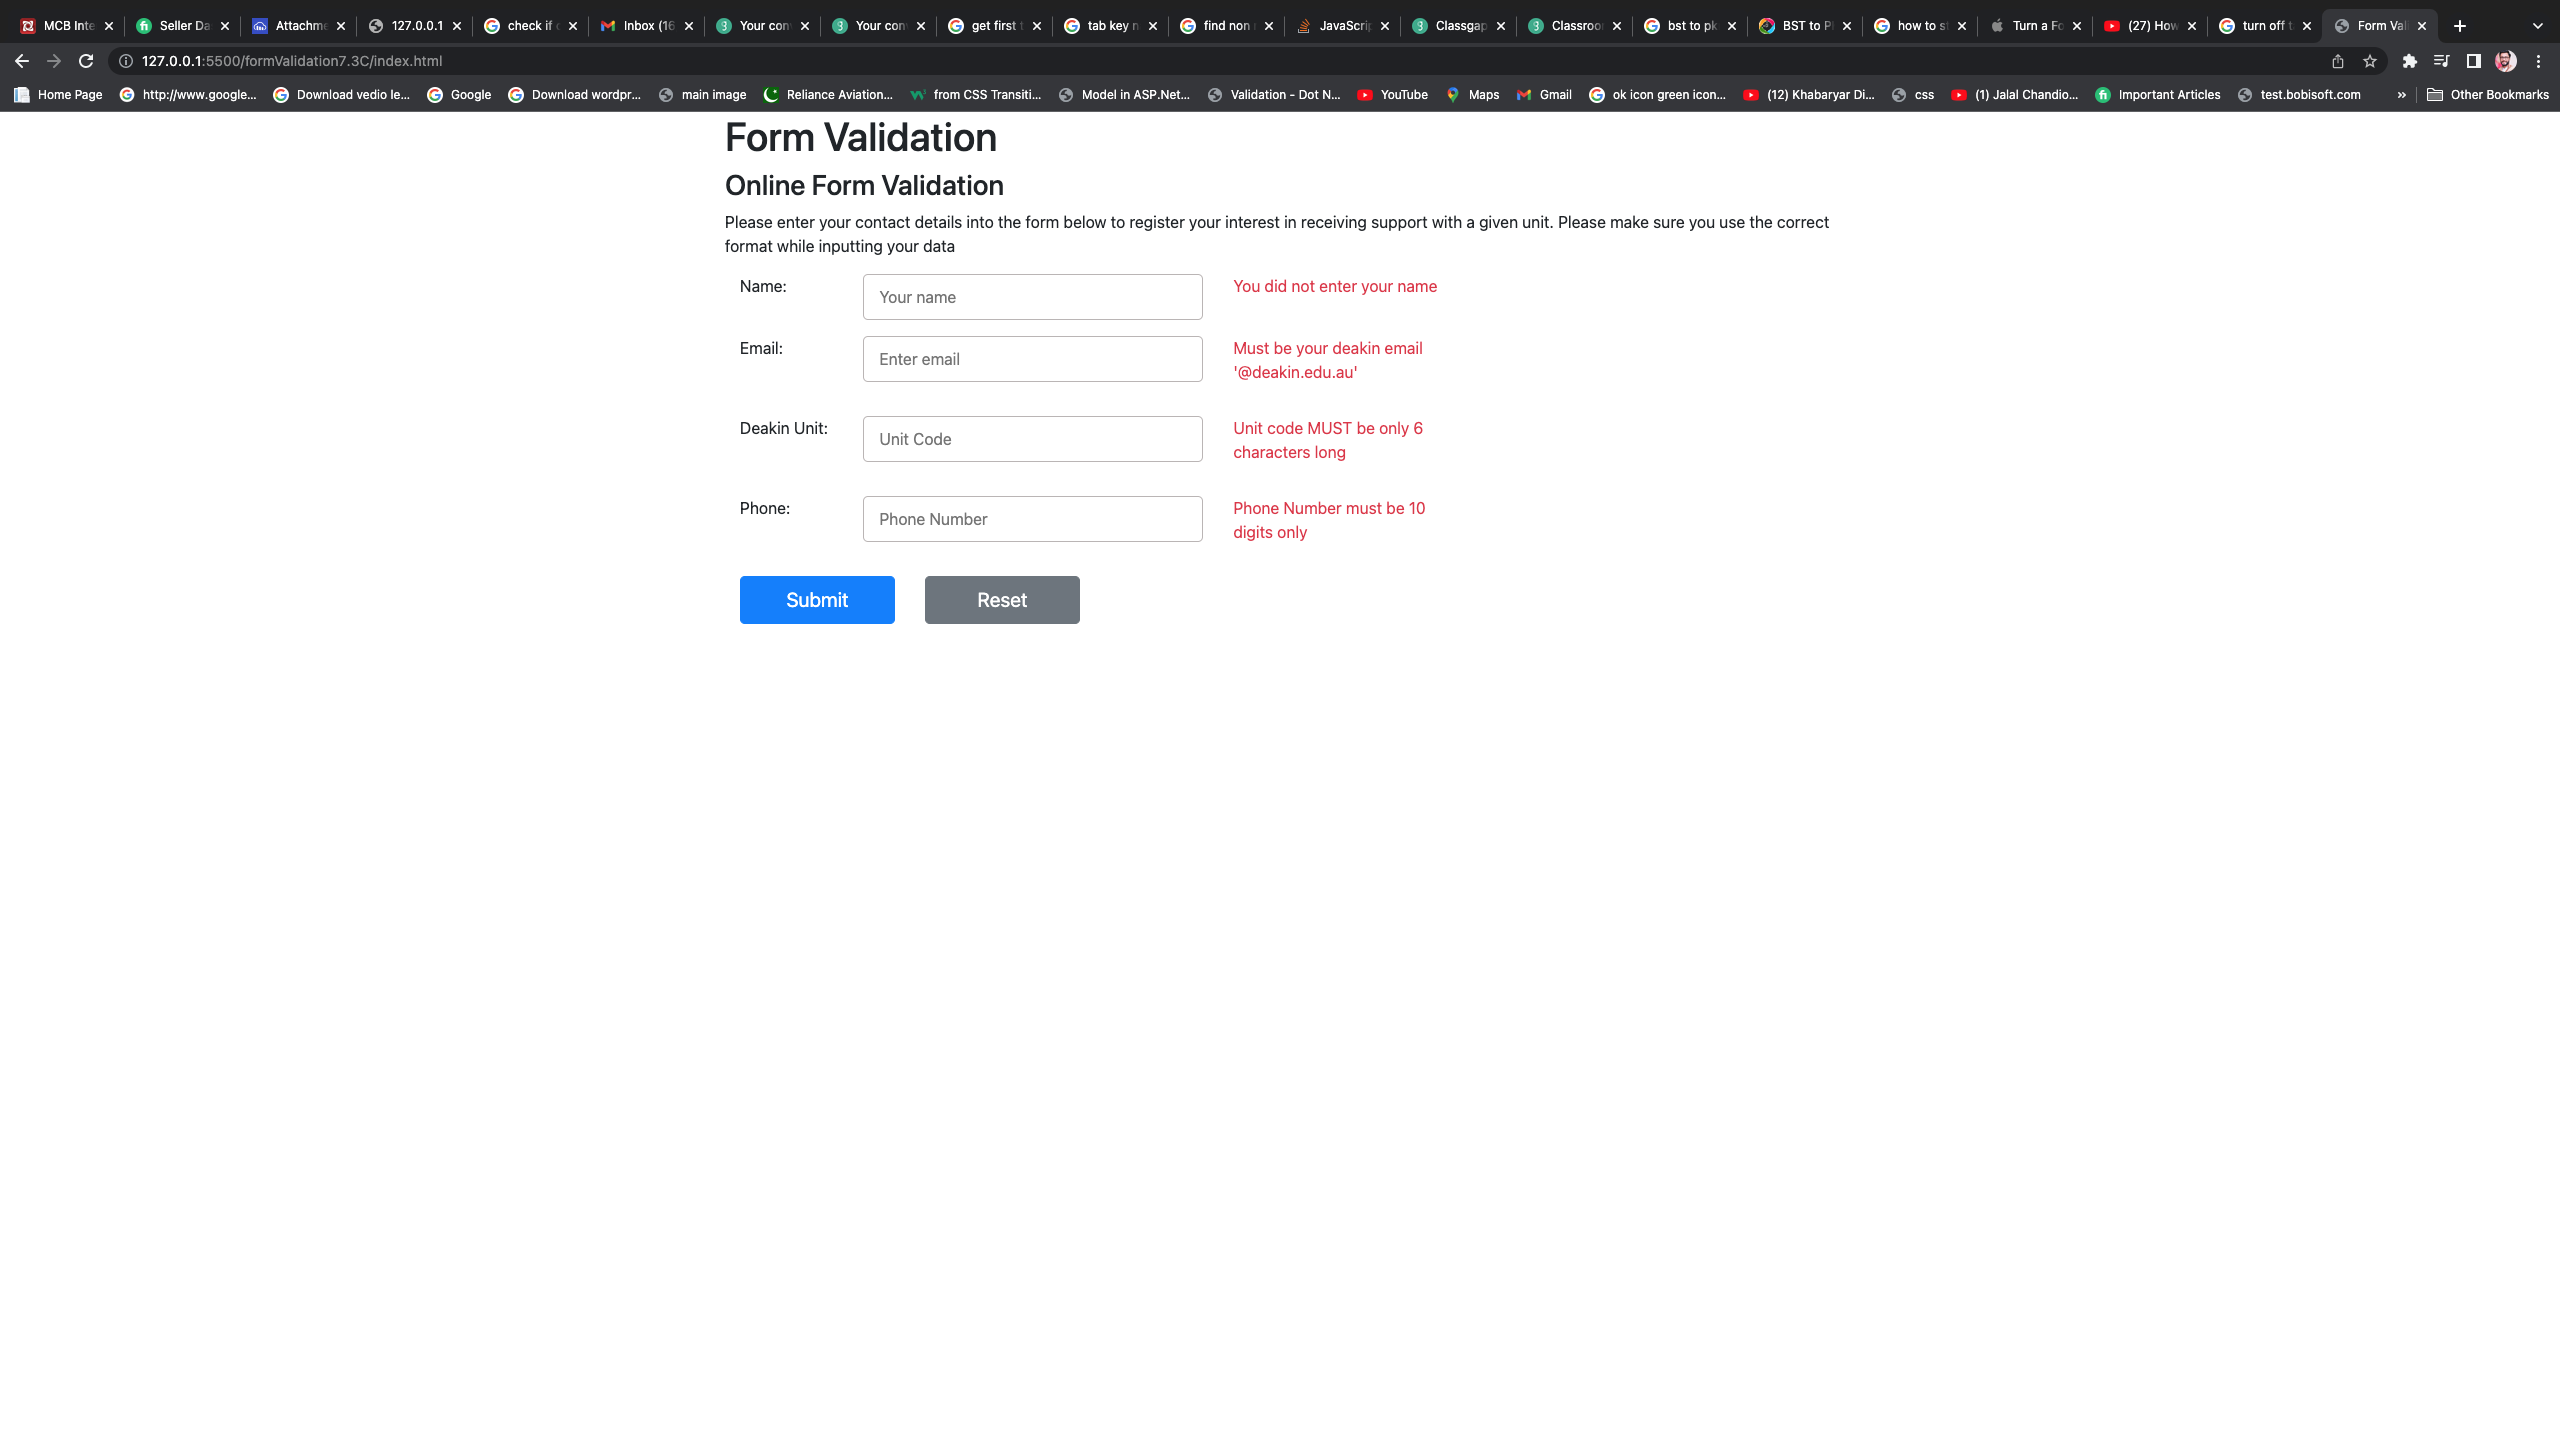 MCB Inte
Seller Da
Attachme
127.0.0.1
check if
Inbox (16
Your con
Your con
get first
tab key n
find non
JavaScrip
Classgap
Classroo
bst to pk
BST to P
how to s
Turn a Fo
(27) How
turn off t
Form Val
127.0.0.1:5500/formValidation7.3C/index.html
Home Page
http://www.google...
Download vedio le...
Google
Download wordpr...
main image
Reliance Aviation...
from CSS Transiti...
Model in ASP.Net...
Validation - Dot N...
YouTube
Maps
Gmail
ok icon green icon...
(12) Khabaryar Di...
css
(1) Jalal Chandio...
Important Articles
test.bobisoft.com
»
Other Bookmarks
Form Validation
Online Form Validation
Please enter your contact details into the form below to register your interest in receiving support with a given unit. Please make sure you use the correct
format while inputting your data
Name:
Your name
You did not enter your name
Email:
Enter email
Must be your deakin email
'@deakin.edu.au'
Deakin Unit:
Unit Code
Unit code MUST be only 6
characters long
Phone:
Phone Number
Phone Number must be 10
digits only
Submit
Reset